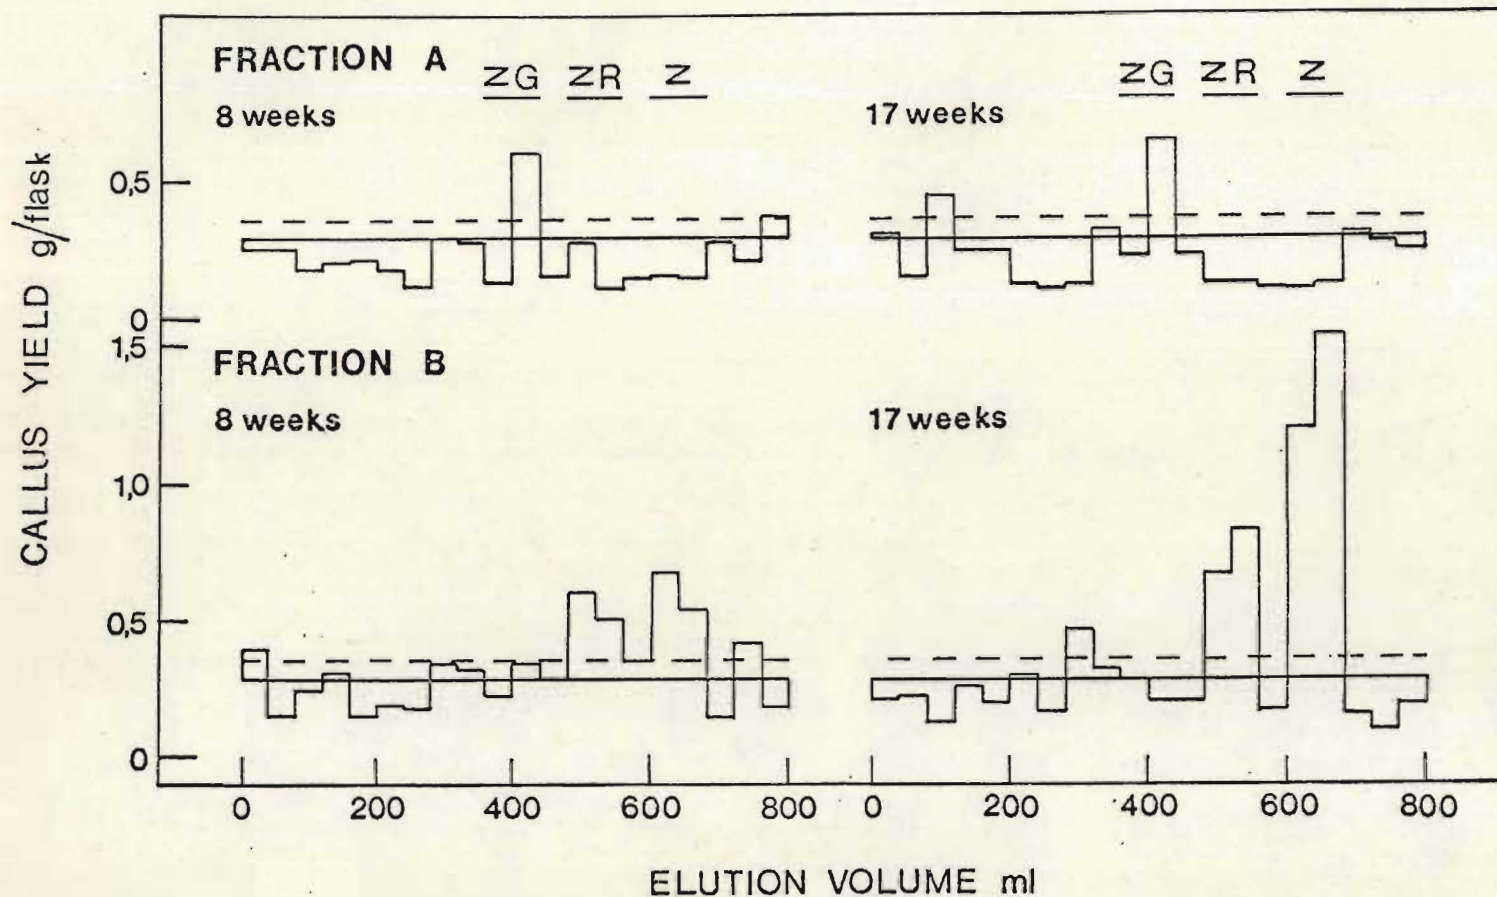 FRACTION A
8 weeks
ZG ZR Z
17 weeks
ZG ZR Z
0,5
0
FRACTION B
8 weeks
17 weeks
1,5
1,0
0,5
0
CALLUS YIELD g/flask
0 200 400 600 800
0 200 400 600 800
ELUTION VOLUME ml